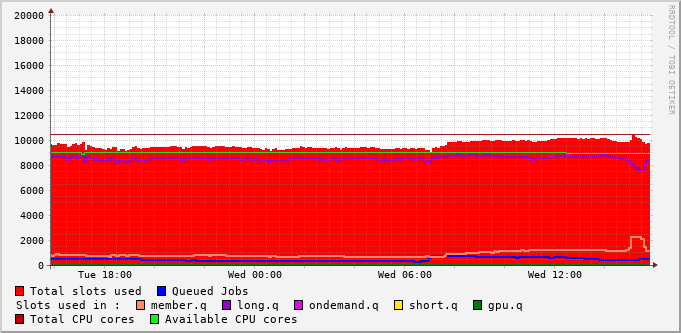 20000
18000
16000
14000
12000
10000
8000
6000
4000
2000
0
Tue 18:00 Wed 00:00 Wed 06:00 Wed 12:00
RRDTOOL / TOBI OETIKER
Total slots used Queued Jobs
Slots used in : member.q long.q ondemand.q short.q gpu.q
Total CPU cores Available CPU cores